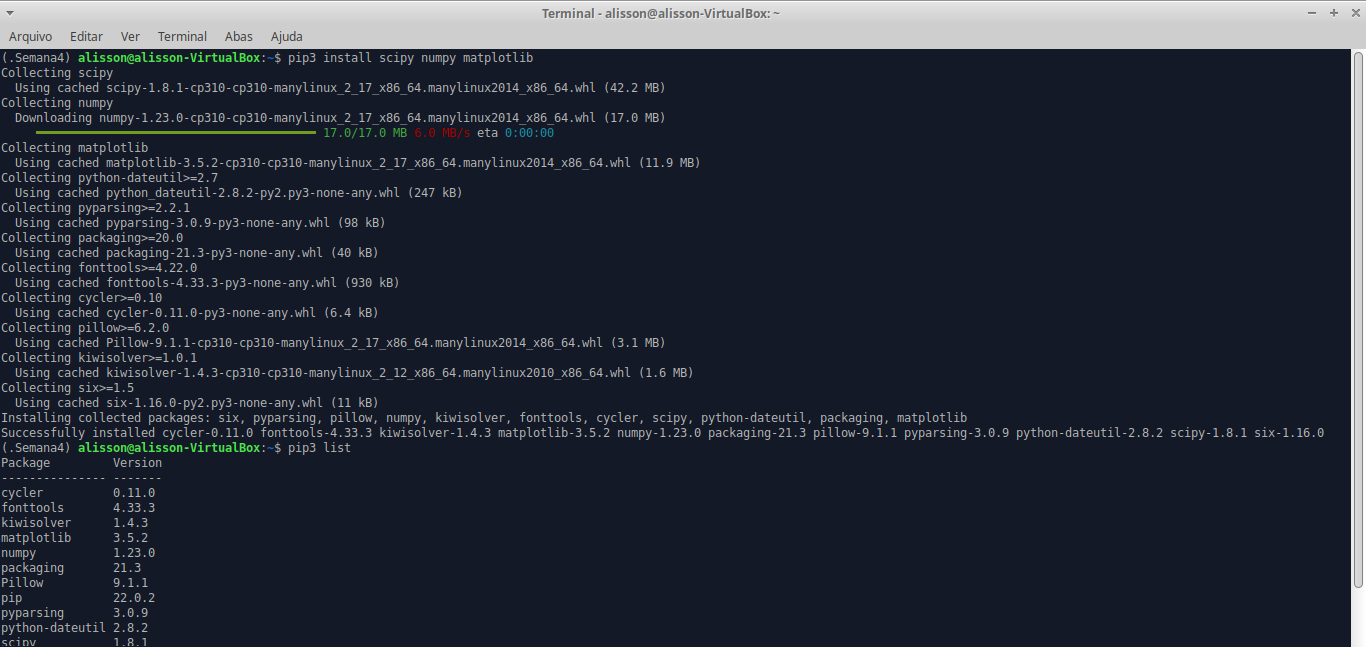 Terminal - alisson@alisson-VirtualBox: ~
Arquivo Editar Ver Terminal Abas Ajuda
(.Semana4) alisson@alisson-VirtualBox:~$ pip3 install scipy numpy matplotlib
Collecting scipy
  Using cached scipy-1.8.1-cp310-cp310-manylinux_2_17_x86_64.manylinux2014_x86_64.whl (42.2 MB)
Collecting numpy
  Downloading numpy-1.23.0-cp310-cp310-manylinux_2_17_x86_64.manylinux2014_x86_64.whl (17.0 MB)
17.0/17.0 MB 6.0 MB/s eta 0:00:00
Collecting matplotlib
  Using cached matplotlib-3.5.2-cp310-cp310-manylinux_2_17_x86_64.manylinux2014_x86_64.whl (11.9 MB)
Collecting python-dateutil>=2.7
  Using cached python_dateutil-2.8.2-py2.py3-none-any.whl (247 kB)
Collecting pyparsing>=2.2.1
  Using cached pyparsing-3.0.9-py3-none-any.whl (98 kB)
Collecting packaging>=20.0
  Using cached packaging-21.3-py3-none-any.whl (40 kB)
Collecting fonttools>=4.22.0
  Using cached fonttools-4.33.3-py3-none-any.whl (930 kB)
Collecting cycler>=0.10
  Using cached cycler-0.11.0-py3-none-any.whl (6.4 kB)
Collecting pillow>=6.2.0
  Using cached Pillow-9.1.1-cp310-cp310-manylinux_2_17_x86_64.manylinux2014_x86_64.whl (3.1 MB)
Collecting kiwisolver>=1.0.1
  Using cached kiwisolver-1.4.3-cp310-cp310-manylinux_2_12_x86_64.manylinux2010_x86_64.whl (1.6 MB)
Collecting six>=1.5
  Using cached six-1.16.0-py2.py3-none-any.whl (11 kB)
Installing collected packages: six, pyparsing, pillow, numpy, kiwisolver, fonttools, cycler, scipy, python-dateutil, packaging, matplotlib
Successfully installed cycler-0.11.0 fonttools-4.33.3 kiwisolver-1.4.3 matplotlib-3.5.2 numpy-1.23.0 packaging-21.3 pillow-9.1.1 pyparsing-3.0.9 python-dateutil-2.8.2 scipy-1.8.1 six-1.16.0
(.Semana4) alisson@alisson-VirtualBox:~$ pip3 list
Package         Version
--------------- -------
cycler          0.11.0
fonttools       4.33.3
kiwisolver      1.4.3
matplotlib      3.5.2
numpy           1.23.0
packaging       21.3
Pillow          9.1.1
pip             22.0.2
pyparsing       3.0.9
python-dateutil 2.8.2
scipy           1.8.1